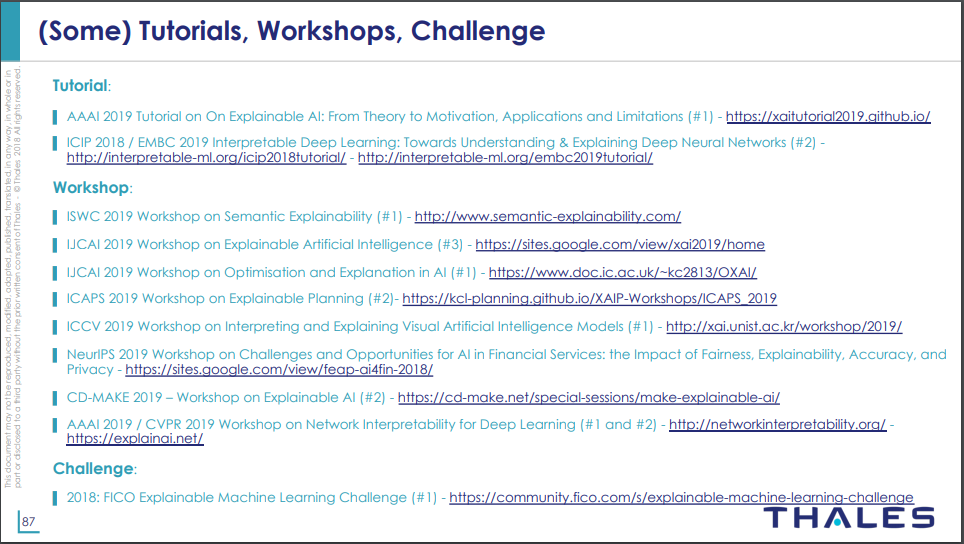 (Some) Tutorials, Workshops, Challenge
Tutorial:
AAAI 2019 Tutorial on On Explainable AI: From Theory to Motivation, Applications and Limitations (#1) - https://xaitutorial2019.github.io/
ICIP 2018 / EMBC 2019 Interpretable Deep Learning: Towards Understanding & Explaining Deep Neural Networks (#2) -
http://interpretable-ml.org/icip2018tutorial/ - http://interpretable-ml.org/embc2019tutorial/
Workshop:
ISWC 2019 Workshop on Semantic Explainability (#1) - http://www.semantic-explainability.com/
IJCAI 2019 Workshop on Explainable Artificial Intelligence (#3) - https://sites.google.com/view/xai2019/home
IJCAI 2019 Workshop on Optimisation and Explanation in AI (#1) - https://www.doc.ic.ac.uk/~kc2813/OXAI/
ICAPS 2019 Workshop on Explainable Planning (#2)- https://kcl-planning.github.io/XAIP-Workshops/ICAPS_2019
ICCV 2019 Workshop on Interpreting and Explaining Visual Artificial Intelligence Models (#1) - http://xai.unist.ac.kr/workshop/2019/
NeurIPS 2019 Workshop on Challenges and Opportunities for AI in Financial Services: the Impact of Fairness, Explainability, Accuracy, and
Privacy - https://sites.google.com/view/feap-ai4fin-2018/
CD-MAKE 2019 – Workshop on Explainable AI (#2) - https://cd-make.net/special-sessions/make-explainable-ai/
AAAI 2019 / CVPR 2019 Workshop on Network Interpretability for Deep Learning (#1 and #2) - http://networkinterpretability.org/ -
https://explainai.net/
Challenge:
2018: FICO Explainable Machine Learning Challenge (#1) - https://community.fico.com/s/explainable-machine-learning-challenge
87
THALES
This document may not be reproduced, modified, adapted, published, translated, in any way, in whole or in
part or disclosed to a third party without the prior written consent of Thales - © Thales 2018 All rights reserved.